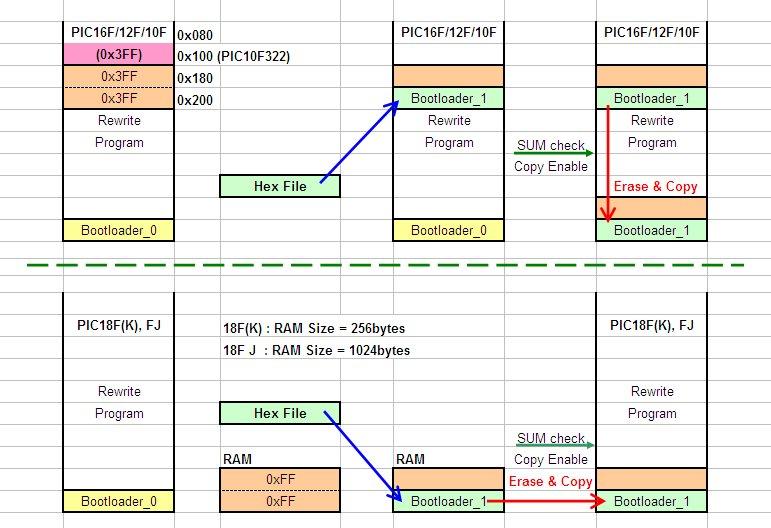 PIC16F/12F/10F 0x080 PIC16F/12F/10F PIC16F/12F/10F
(0x3FF) 0x100 (PIC10F322)
0x3FF 0x180
0x3FF 0x200 Bootloader_1 Bootloader_1
Rewrite Rewrite Rewrite
Program Program SUM check Program
Copy Enable
Hex File Erase & Copy
Bootloader_0 Bootloader_0 Bootloader_1
PIC18F(K), FJ 18F(K) : RAM Size = 256bytes PIC18F(K), FJ
18F J : RAM Size = 1024bytes
Rewrite Rewrite
Program Hex File Program
SUM check
RAM RAM Copy Enable
0xFF Erase & Copy
Bootloader_0 0xFF Bootloader_1 Bootloader_1